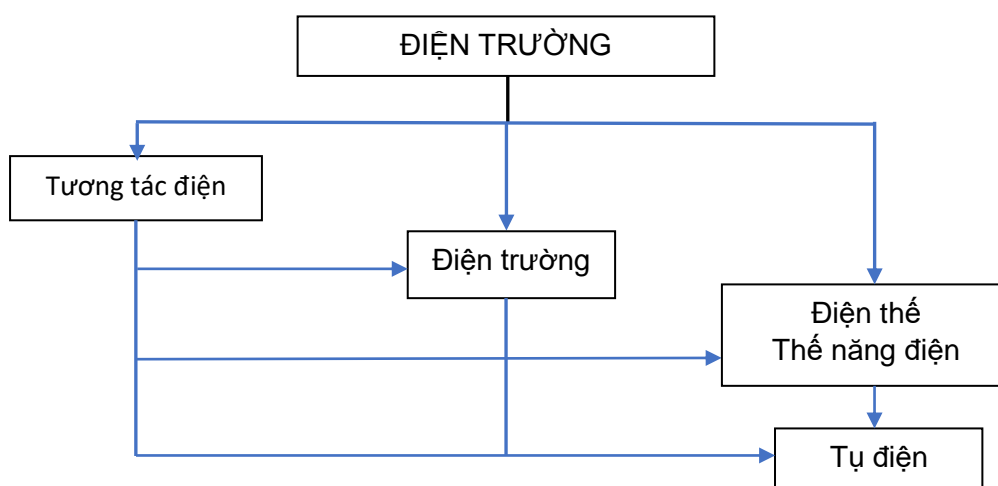 ĐIỆN TRƯỜNG
Tương tác điện
Điện trường
Điện thế
Thế năng điện
Tụ điện